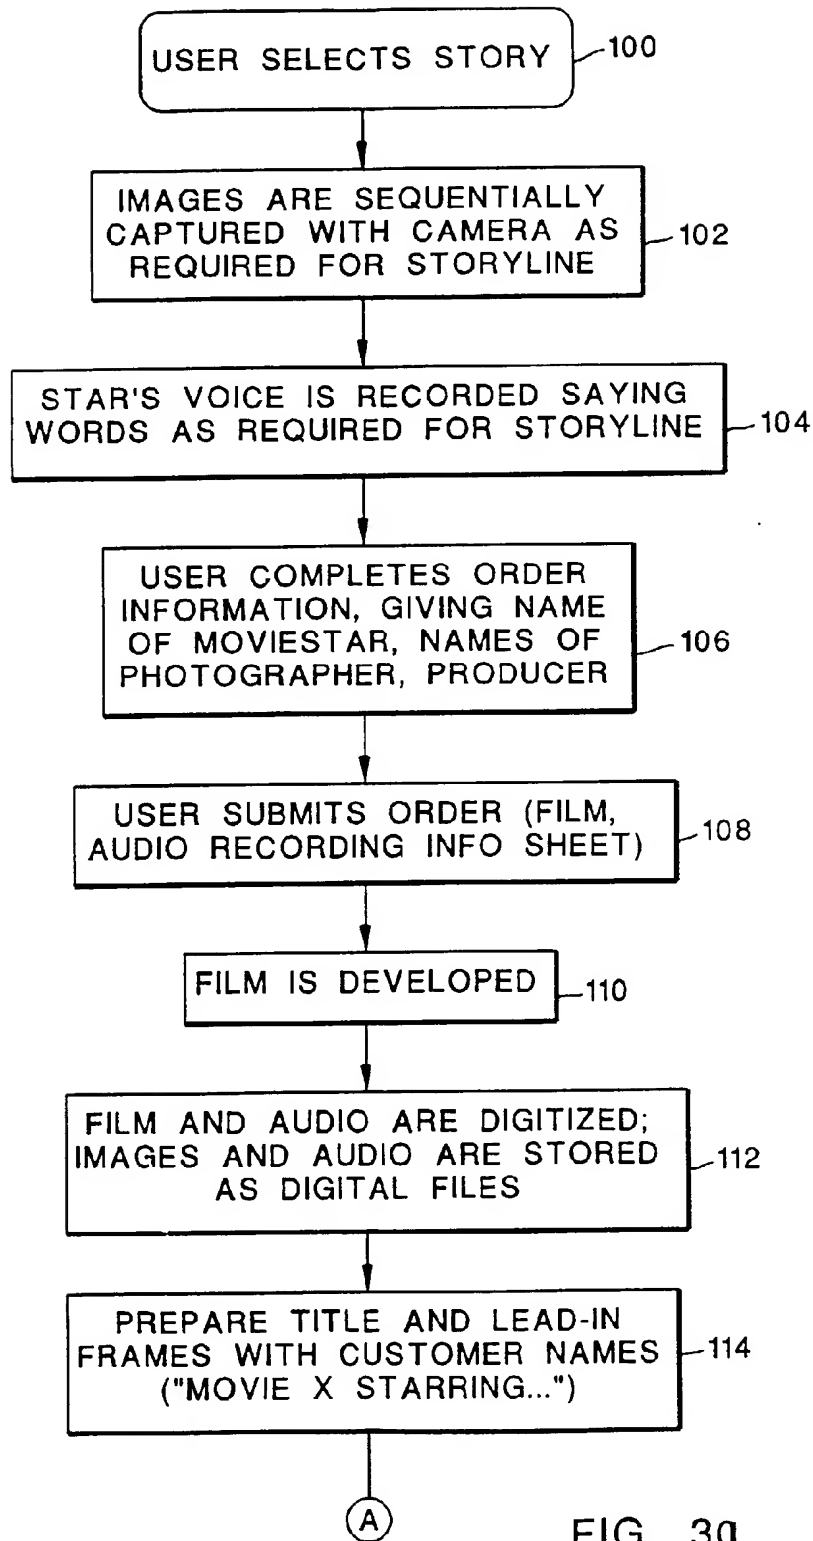 USER SELECTS STORY 100
IMAGES ARE SEQUENTIALLY
CAPTURED WITH CAMERA AS
REQUIRED FOR STORYLINE
102
STAR'S VOICE IS RECORDED SAYING
WORDS AS REQUIRED FOR STORYLINE
104
USER COMPLETES ORDER
INFORMATION, GIVING NAME
OF MOVIESTAR, NAMES OF
PHOTOGRAPHER, PRODUCER
106
USER SUBMITS ORDER (FILM,
AUDIO RECORDING INFO SHEET)
108
FILM IS DEVELOPED
110
FILM AND AUDIO ARE DIGITIZED;
IMAGES AND AUDIO ARE STORED
AS DIGITAL FILES
112
PREPARE TITLE AND LEAD-IN
FRAMES WITH CUSTOMER NAMES
("MOVIE X STARRING...")
114
A
FIG. 3a